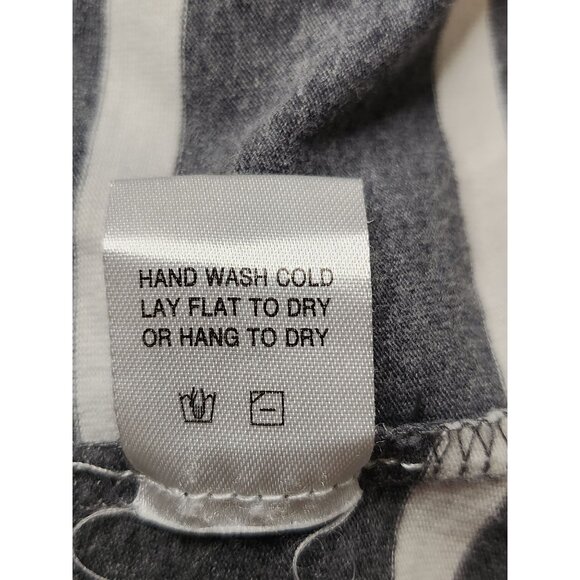 HAND WASH COLD
LAY FLAT TO DRY
OR HANG TO DRY